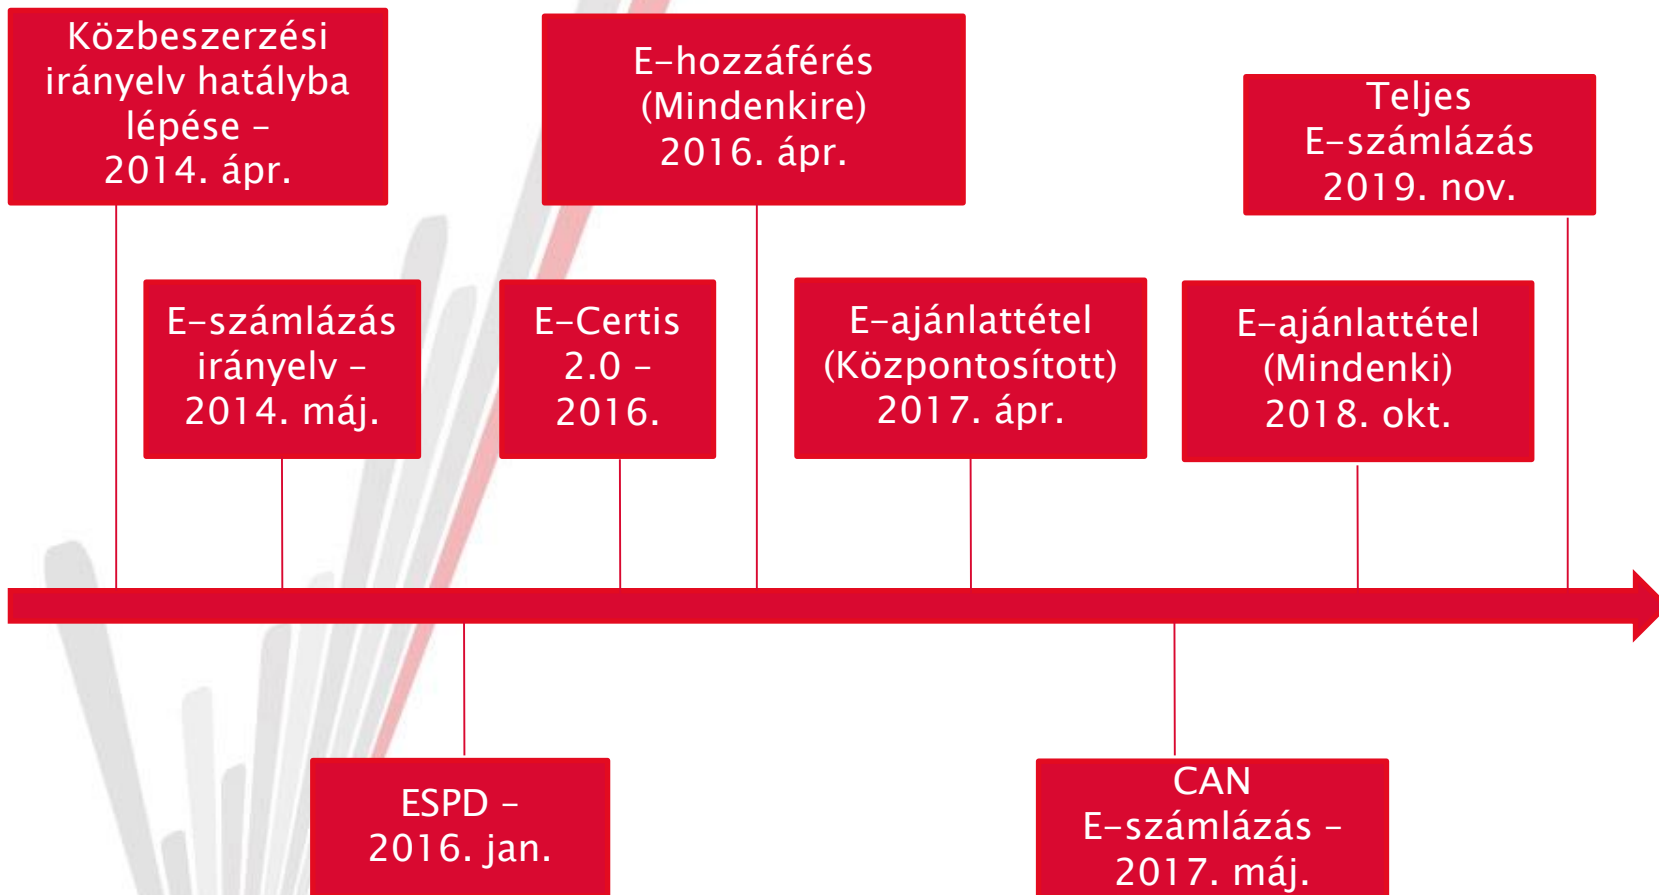 Közbeszerzési
irányelv hatályba
lépése –
2014. ápr.
E-hozzáférés
(Mindenkire)
2016. ápr.
Teljes
E-számlázás
2019. nov.
E-számlázás
irányelv –
2014. máj.
E-Certis
2.0 –
2016.
E-ajánlattétel
(Központosított)
2017. ápr.
E-ajánlattétel
(Mindenki)
2018. okt.
ESPD –
2016. jan.
CAN
E-számlázás –
2017. máj.